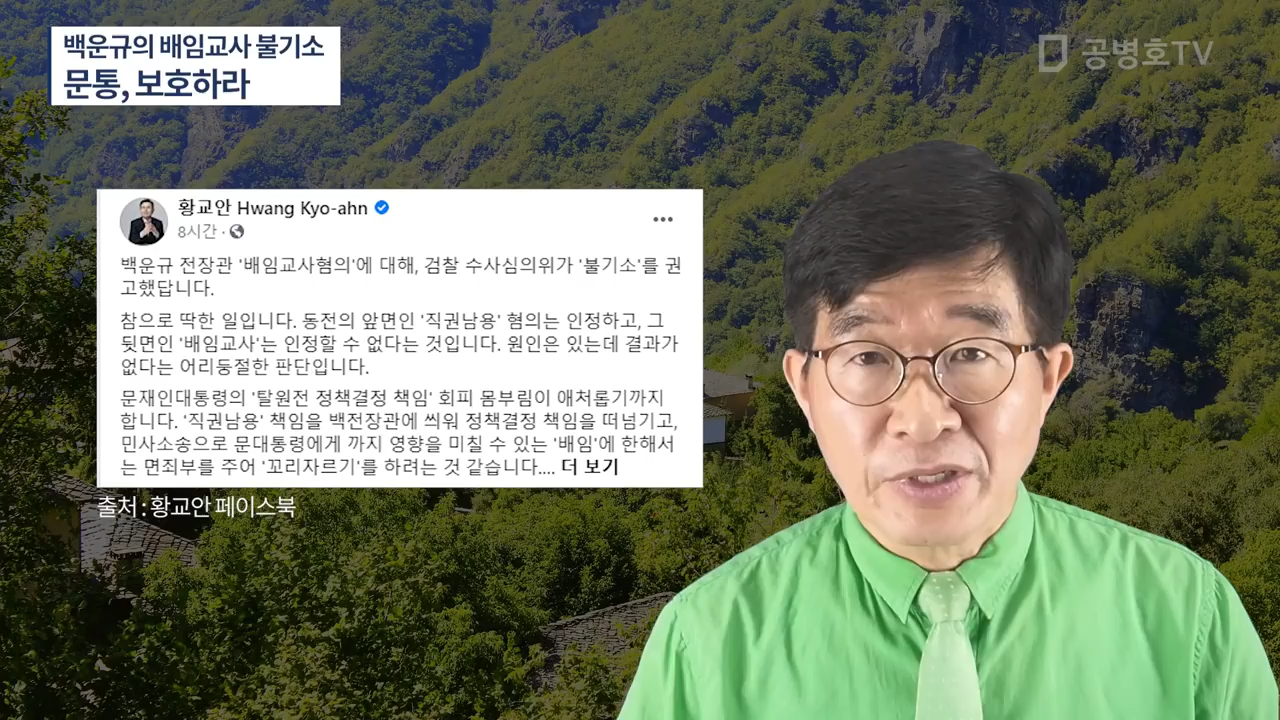 백운규의 배임교사 불기소
문통, 보호하라
공병호TV
황교안 Hwang Kyo-ahn
8시간 ·
백운규 전장관 '배임교사혐의'에 대해, 검찰 수사심의위가 '불기소'를 권
고했답니다.
참으로 딱한 일입니다. 동전의 앞면인 '직권남용' 혐의는 인정하고, 그
뒷면인 '배임교사'는 인정할 수 없다는 것입니다. 원인은 있는데 결과가
없다는 어리둥절한 판단입니다.
문재인대통령의 '탈원전 정책결정 책임' 회피 몸부림이 애처롭기까지
합니다. '직권남용' 책임을 백전장관에 씌워 정책결정 책임을 떠넘기고,
민사소송으로 문대통령에게 까지 영향을 미칠 수 있는 '배임'에 한해서
는 면죄부를 주어 '꼬리자르기'를 하려는 것 같습니다.... 더 보기
출처 : 황교안 페이스북